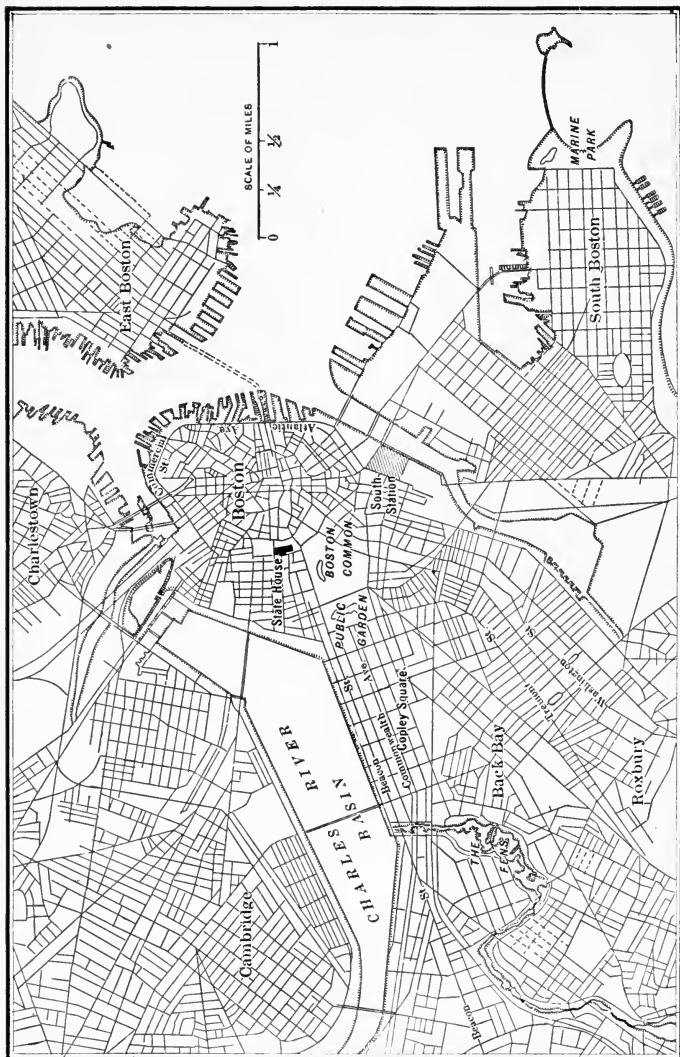 SCALE OF MILES
0 ¼ ½ 1
Charlestown
East Boston
Commercial
St.
Atlantic
Ave.
Boston
State House
BOSTON
COMMON
South
Station
PUBLIC
GARDEN
MARINE
PARK
South Boston
Cambridge
CHARLES RIVER
BASIN
Beacon St.
Commonwealth Ave.
Copley Square
Back Bay
THE
FENS
Beacon St.
Tremont St.
Washington St.
Roxbury